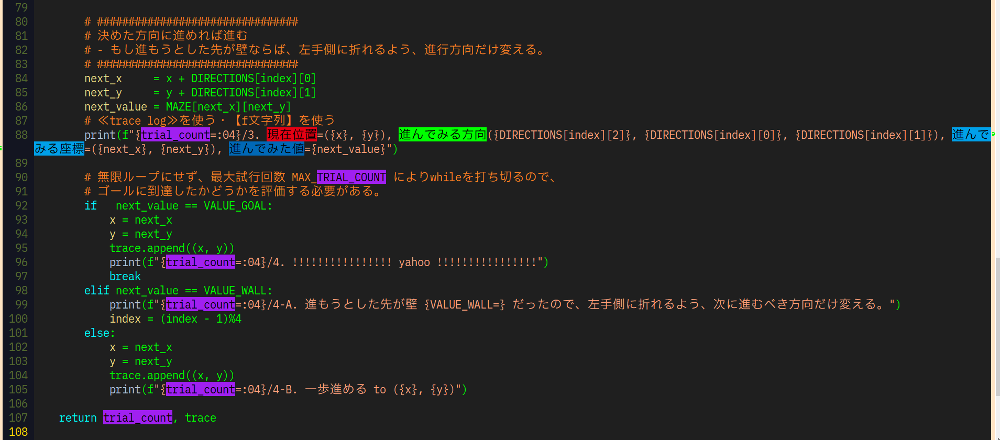 79
80 # ################################
81 # 決めた方向に進めれば進む
82 # - もし進もうとした先が壁ならば、左手側に折れるよう、進行方向だけ変える。
83 # ################################
84 next_x     = x + DIRECTIONS[index][0]
85 next_y     = y + DIRECTIONS[index][1]
86 next_value = MAZE[next_x][next_y]
87 # ≪trace log≫を使う・【f文字列】を使う
88 print(f"{trial_count=:04}/3. 現在位置=({x}, {y}), 進んでみる方向({DIRECTIONS[index][2]}, {DIRECTIONS[index][0]}, {DIRECTIONS[index][1]}), 進んで
みる座標=({next_x}, {next_y}), 進んでみた値={next_value}")
89
90 # 無限ループにせず、最大試行回数 MAX_TRIAL_COUNT によりwhileを打ち切るので、
91 # ゴールに到達したかどうかを評価する必要がある。
92 if   next_value == VALUE_GOAL:
93 x = next_x
94 y = next_y
95 trace.append((x, y))
96 print(f"{trial_count=:04}/4. !!!!!!!!!!!!!!!! yahoo !!!!!!!!!!!!!!!!")
97 break
98 elif next_value == VALUE_WALL:
99 print(f"{trial_count=:04}/4-A. 進もうとした先が壁 {VALUE_WALL=} だったので、左手側に折れるよう、次に進むべき方向だけ変える。")
100 index = (index - 1)%4
101 else:
102 x = next_x
103 y = next_y
104 trace.append((x, y))
105 print(f"{trial_count=:04}/4-B. 一歩進める to ({x}, {y})")
106
107 return trial_count, trace
108